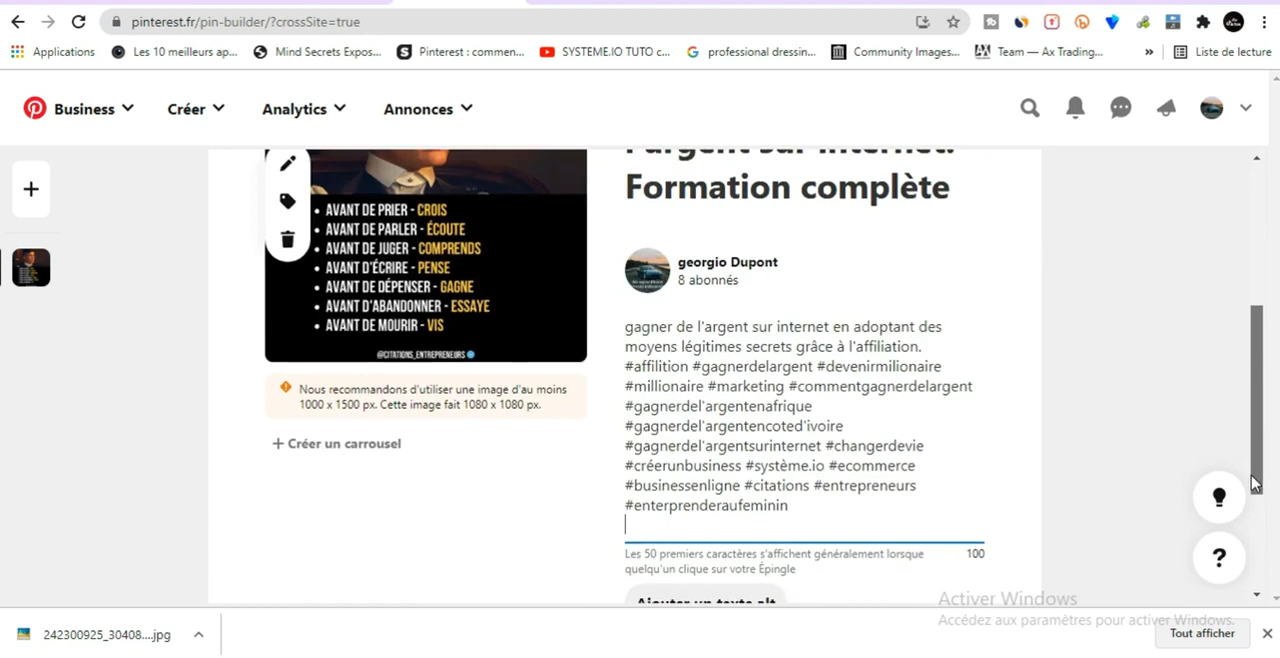 pinterest.fr/pin-builder/?crossSite=true
Applications
Les 10 meilleurs ap...
Mind Secrets Expos...
Pinterest : commen...
SYSTEME.IO TUTO c...
professional dressin...
Community Images...
Team — Ax Trading...
»
Liste de lecture
Business
Créer
Analytics
Annonces
l'argent sur internet.
Formation complète
• AVANT DE PRIER - CROIS
• AVANT DE PARLER - ÉCOUTE
• AVANT DE JUGER - COMPRENDS
• AVANT D'ÉCRIRE - PENSE
• AVANT DE DÉPENSER - GAGNE
• AVANT D'ABANDONNER - ESSAYE
• AVANT DE MOURIR - VIS
@CITATIONS_ENTREPRENEURS
georgio Dupont
8 abonnés
gagner de l'argent sur internet en adoptant des
moyens légitimes secrets grâce à l'affiliation.
#affilition #gagnerdelargent #devenirmilionaire
#millionaire #marketing #commentgagnerdelargent
#gagnerdel'argentenafrique
#gagnerdel'argentencoted'ivoire
#gagnerdel'argentsurinternet #changerdevie
#créerunbusiness #système.io #ecommerce
#businessenligne #citations #entrepreneurs
#enterprenderaufeminin
Nous recommandons d'utiliser une image d'au moins
1000 x 1500 px. Cette image fait 1080 x 1080 px.
+ Créer un carrousel
Les 50 premiers caractères s'affichent généralement lorsque
quelqu'un clique sur votre Épingle
100
Ajouter un texte alt
?
Activer Windows
Accédez aux paramètres pour activer Windows.
242300925_30408....jpg
Tout afficher